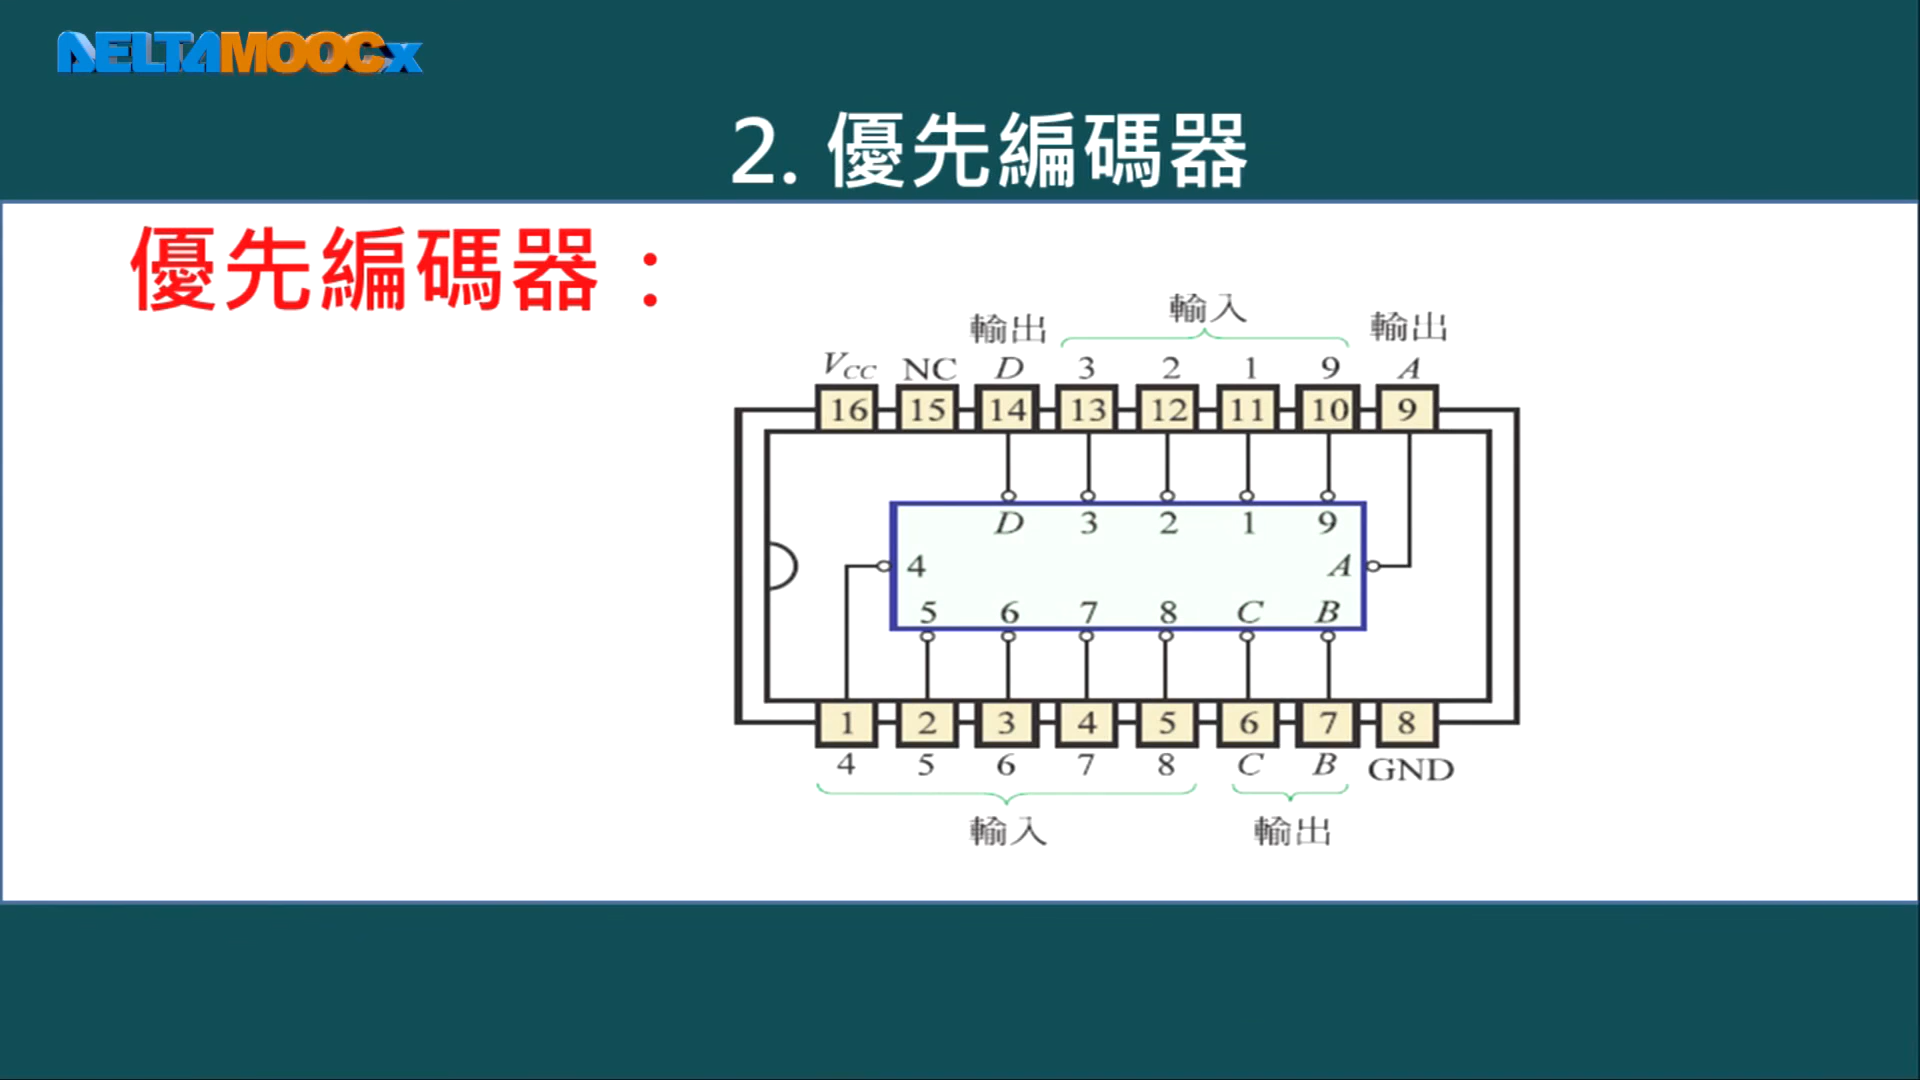 DELTAMOOCx
2. 優先編碼器
優先編碼器：
輸入
輸出 輸出
VCC NC D 3 2 1 9 A
16 15 14 13 12 11 10 9
D 3 2 1 9
4 A
5 6 7 8 C B
1 2 3 4 5 6 7 8
4 5 6 7 8 C B GND
輸入 輸出